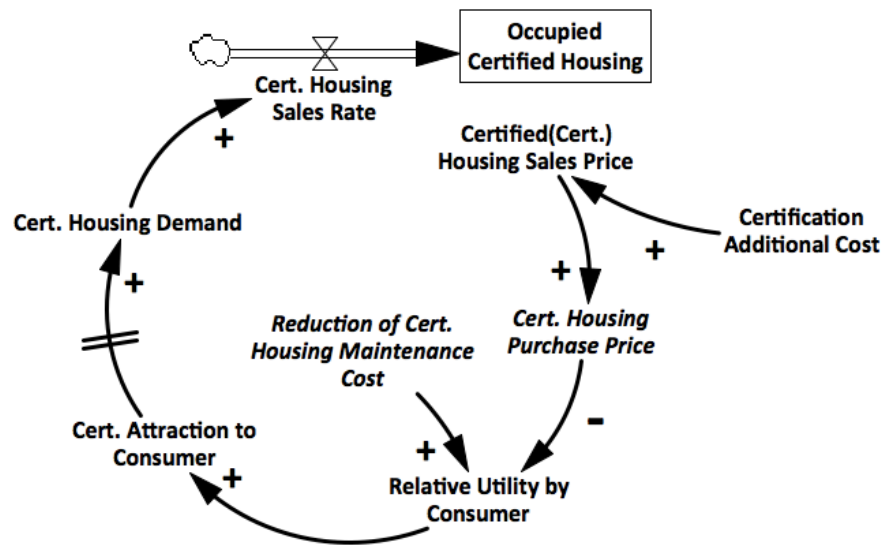 Occupied
Certified Housing
Cert. Housing
Sales Rate
+
Certified(Cert.)
Housing Sales Price
Cert. Housing Demand
Certification
Additional Cost
+
+
+
Reduction of Cert.
Housing Maintenance
Cost
Cert. Housing
Purchase Price
-
Cert. Attraction to
Consumer
+
+
Relative Utility by
Consumer